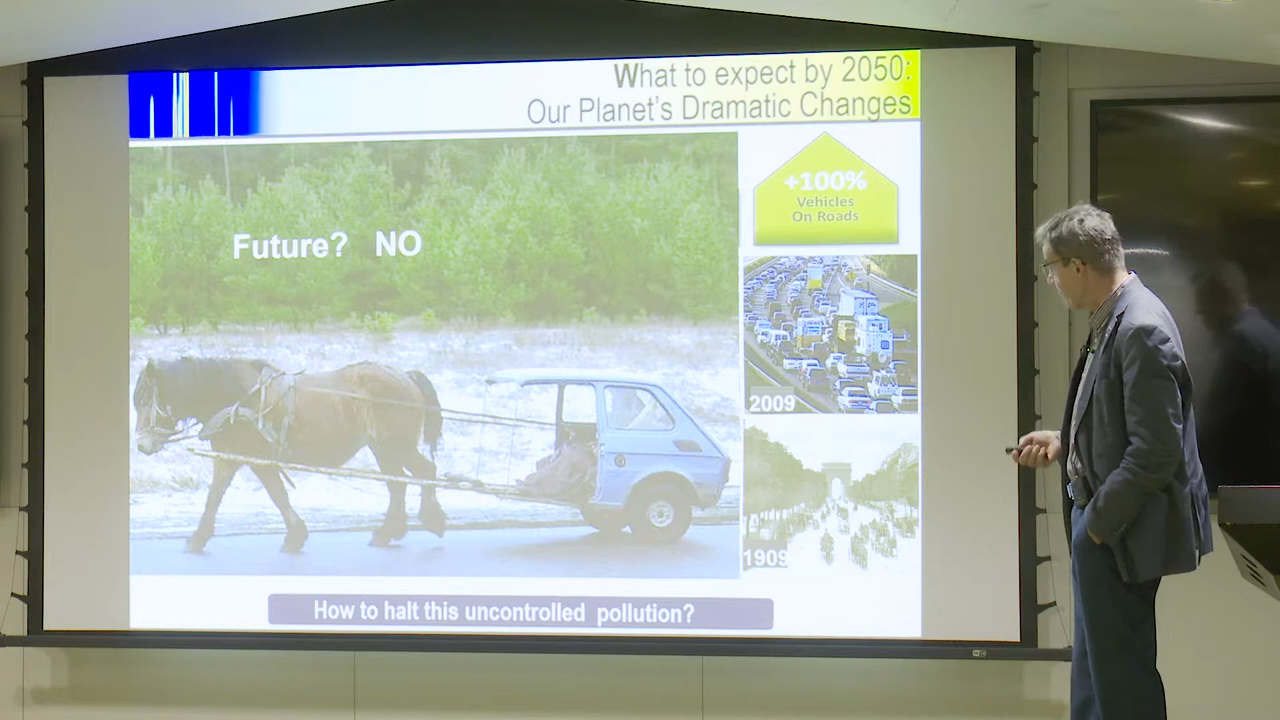 What to expect by 2050:
Our Planet's Dramatic Changes
Future? NO
+100%
Vehicles
On Roads
2009
1909
How to halt this uncontrolled pollution?